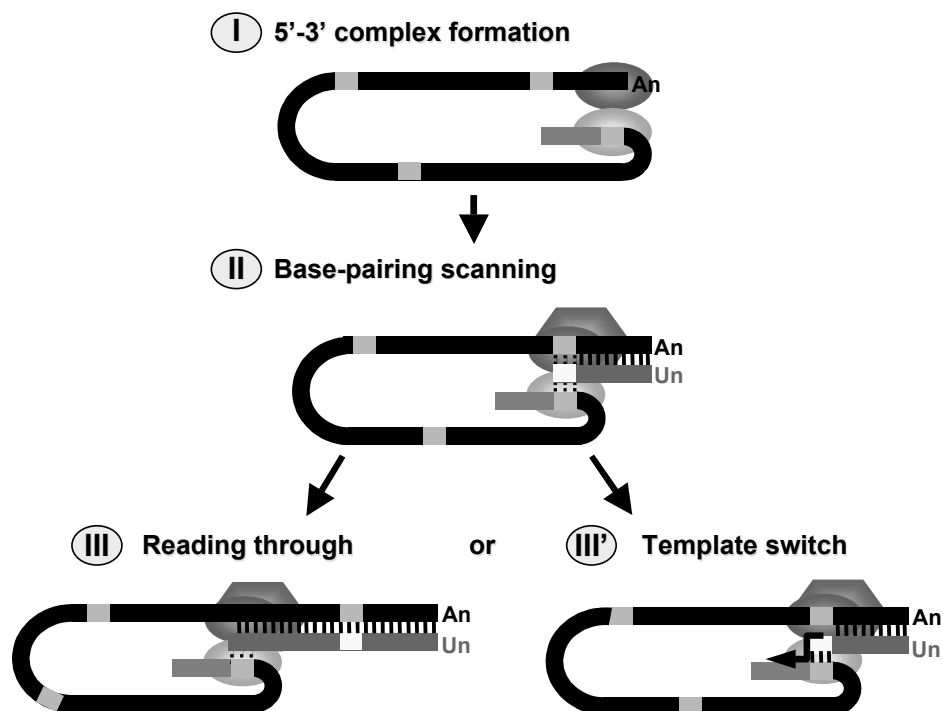 I 5'-3' complex formation
An
II Base-pairing scanning
An
Un
III Reading through or III' Template switch
An An
Un Un